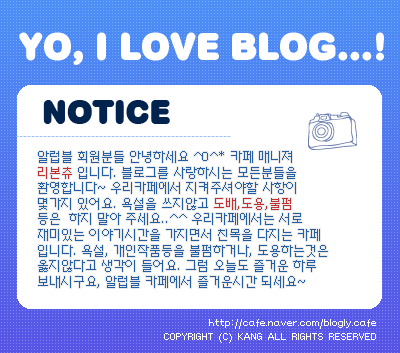 YO, I LOVE BLOG...!
NOTICE
알럽블 회원분들 안녕하세요 ^0^* 카페 매니져
리본츄 입니다. 블로그를 사랑하시는 모든분들을
환영합니다~ 우리카페에서 지켜주셔야할 사항이
몇가지 있어요. 욕설을 쓰지않고 도배,도용,불펌
등은 하지 말아 주세요..^^ 우리카페에서는 서로
재미있는 이야기시간을 가지면서 친목을 다지는 카페
입니다. 욕설, 개인작품등을 불펌하거나, 도용하는것은
옳지않다고 생각이 들어요. 그럼 오늘도 즐거운 하루
보내시구요, 알럽블 카페에서 즐거운시간 되세요~
http://cafe.naver.com/blogly.cafe
COPYRIGHT (C) KANG ALL RIGHTS RESERVED